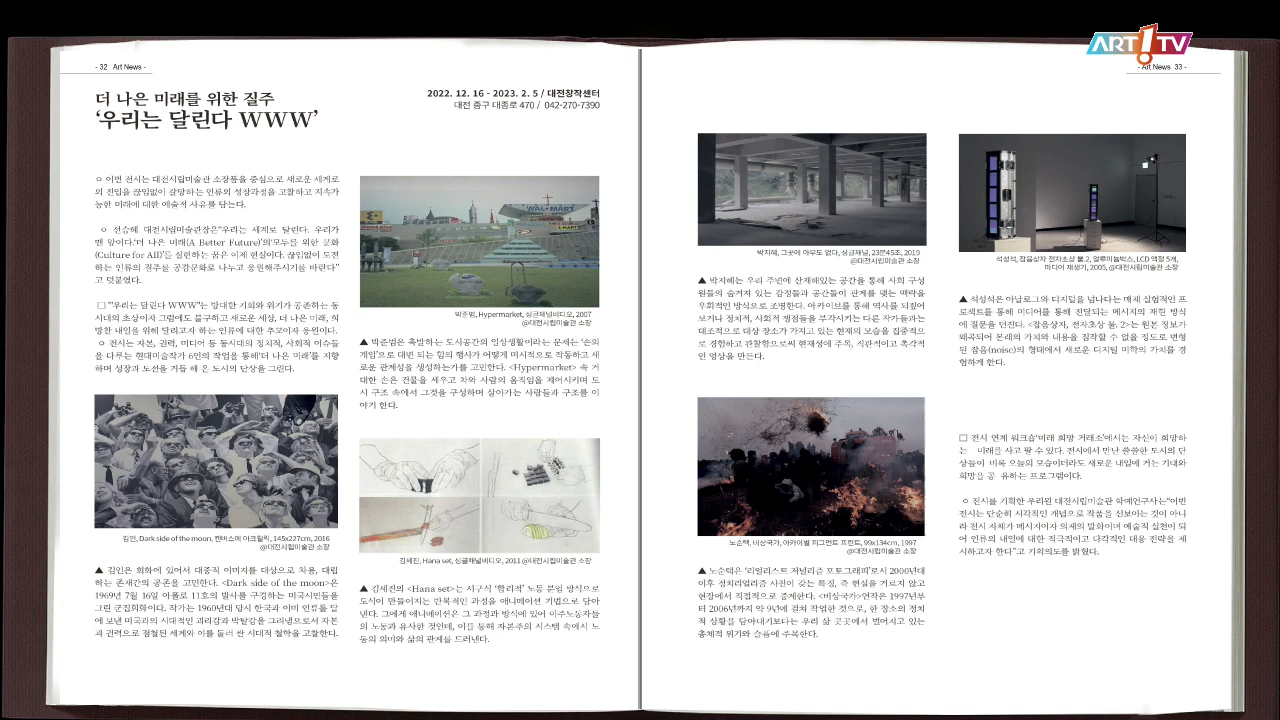 ART!TV
- 32 Art News -
더 나은 미래를 위한 질주
‘우리는 달린다 WWW’
2022. 12. 16 - 2023. 2. 5 / 대전창작센터
대전 중구 대종로 470 / 042-270-7390
ㅇ 이번 전시는 대전시립미술관 소장품을 중심으로 새로운 세계로
의 진입을 끊임없이 갈망하는 인류의 성장과정을 고찰하고 지속가
능한 미래에 대한 예술적 사유를 담는다.
ㅇ 선승혜 대전시립미술관장은“우리는 세계로 달린다. 우리가
맨 앞이다.‘더 나은 미래(A Better Future)’와‘모두를 위한 문화
(Culture for All)’를 실현하는 꿈은 이제 현실이다. 끊임없이 도전
하는 인류의 질주를 공감문화로 나누고 응원해주시기를 바란다”
고 덧붙였다.
□ “‘우리는 달린다 WWW’”는 방대한 기회와 위기가 공존하는 동
시대의 초상이자 그럼에도 불구하고 새로운 세상, 더 나은 미래, 희
망찬 내일을 위해 달리고자 하는 인류에 대한 추모이자 응원이다.
ㅇ 전시는 자본, 권력, 미디어 등 동시대의 정치적, 사회적 이슈들
을 다루는 현대미술작가 6인의 작업을 통해‘더 나은 미래’를 지향
하며 성장과 도전을 거듭 해 온 도시의 단상을 그린다.
김인, Dark side of the moon, 캔버스에 아크릴릭, 145x227cm, 2016
@대전시립미술관 소장
▲ 김인은 회화에 있어서 대중적 이미지를 대상으로 차용, 대립
하는 존재간의 공존을 고민한다. <Dark side of the moon>은
1969년 7월 16일 아폴로 11호의 발사를 구경하는 미국시민들을
그린 군집회화이다. 작가는 1960년대 당시 한국과 이미 인류를 달
에 보낸 미국과의 시대적인 괴리감과 박탈감을 그려냄으로서 자본
과 권력으로 점철된 세계와 이를 둘러 싼 시대적 철학을 고찰한다.
박준범, Hypermarket, 싱글채널비디오, 2007
@대전시립미술관 소장
▲ 박준범은 촉발하는 도시공간의 일상생활이라는 문제는 ‘손의
개입’으로 대변 되는 힘의 행사가 어떻게 미시적으로 작동하고 새
로운 관계성을 생성하는가를 고민한다. <Hypermarket> 속 거
대한 손은 건물을 세우고 차와 사람의 움직임을 제어시키며 도
시 구조 속에서 그것을 구성하며 살아가는 사람들과 구조를 이
야기 한다.
김세진, Hana set, 싱글채널비디오, 2011 @대전시립미술관 소장
▲ 김세진의 <Hana set>는 서구식 ‘합리적’ 노동 분업 방식으로
도식이 만들어지는 반복적인 과정을 애니메이션 기법으로 담아
낸다. 그에게 애니메이션은 그 과정과 방식에 있어 이주노동자들
의 노동과 유사한 것인데, 이를 통해 자본주의 시스템 속에서 노
동의 의미와 삶의 관계를 드러낸다.
- Art News 33 -
박지혜, 그곳에 아무도 없다, 싱글채널, 23분45초, 2019
@대전시립미술관 소장
▲ 박지혜는 우리 주변에 산재해있는 공간을 통해 사회 구성
원들의 숨겨져 있는 감정들과 공간들이 관계를 맺는 맥락을
우회적인 방식으로 조명한다. 아카이브를 통해 역사를 되짚어
보거나 정치적, 사회적 쟁점들을 부각시키는 다른 작가들과는
대조적으로 대상 장소가 가지고 있는 현재의 모습을 집중적으
로 경험하고 관찰함으로써 현재성에 주목, 직관적이고 촉각적
인 영상을 만든다.
노순택, 비상국가, 아카이벌 피그먼트 프린트, 99x134cm, 1997
@대전시립미술관 소장
▲ 노순택은 ‘리얼리스트 저널리즘 포토그래피’로서 2000년대
이후 정치리얼리즘 사진이 갖는 특징, 즉 현실을 거르지 않고
현장에서 직접적으로 중계한다. <비상국가>연작은 1997년부
터 2006년까지 약 9년에 걸쳐 작업한 것으로, 한 장소의 정치
적 상황을 담아내기보다는 우리 삶 곳곳에서 벌어지고 있는
총체적 위기와 슬픔에 주목한다.
석성석, 잡음상자 전자초상 불.2, 알루미늄박스, LCD 액정 5개,
미디어 재생기, 2005, @대전시립미술관 소장
▲ 석성석은 아날로그와 디지털을 넘나다는 매체 실험적인 프
로젝트를 통해 미디어를 통해 전달되는 메시지의 재현 방식
에 질문을 던진다. <잡음상자, 전자초상 불. 2>는 원본 정보가
왜곡되어 본래의 가치와 내용을 짐작할 수 없을 정도로 변형
된 잡음(noise)의 형태에서 새로운 디지털 미학의 가치를 경
험하게 한다.
□ 전시 연계 워크숍‘미래 희망 거래소’에서는 자신이 희망하
는 미래를 사고 팔 수 있다. 전시에서 만난 쓸쓸한 도시의 단
상들이 비록 오늘의 모습이더라도 새로운 내일에 거는 기대와
희망을 공 유하는 프로그램이다.
ㅇ 전시를 기획한 우리원 대전시립미술관 학예연구사는“이번
전시는 단순히 시각적인 개념으로 작품을 선보이는 것이 아니
라 전시 자체가 메시지이자 의제의 발화이며 예술적 실천이 되
어 인류의 내일에 대한 적극적이고 다각적인 대응 전략을 제
시하고자 한다”고 기획의도를 밝혔다.